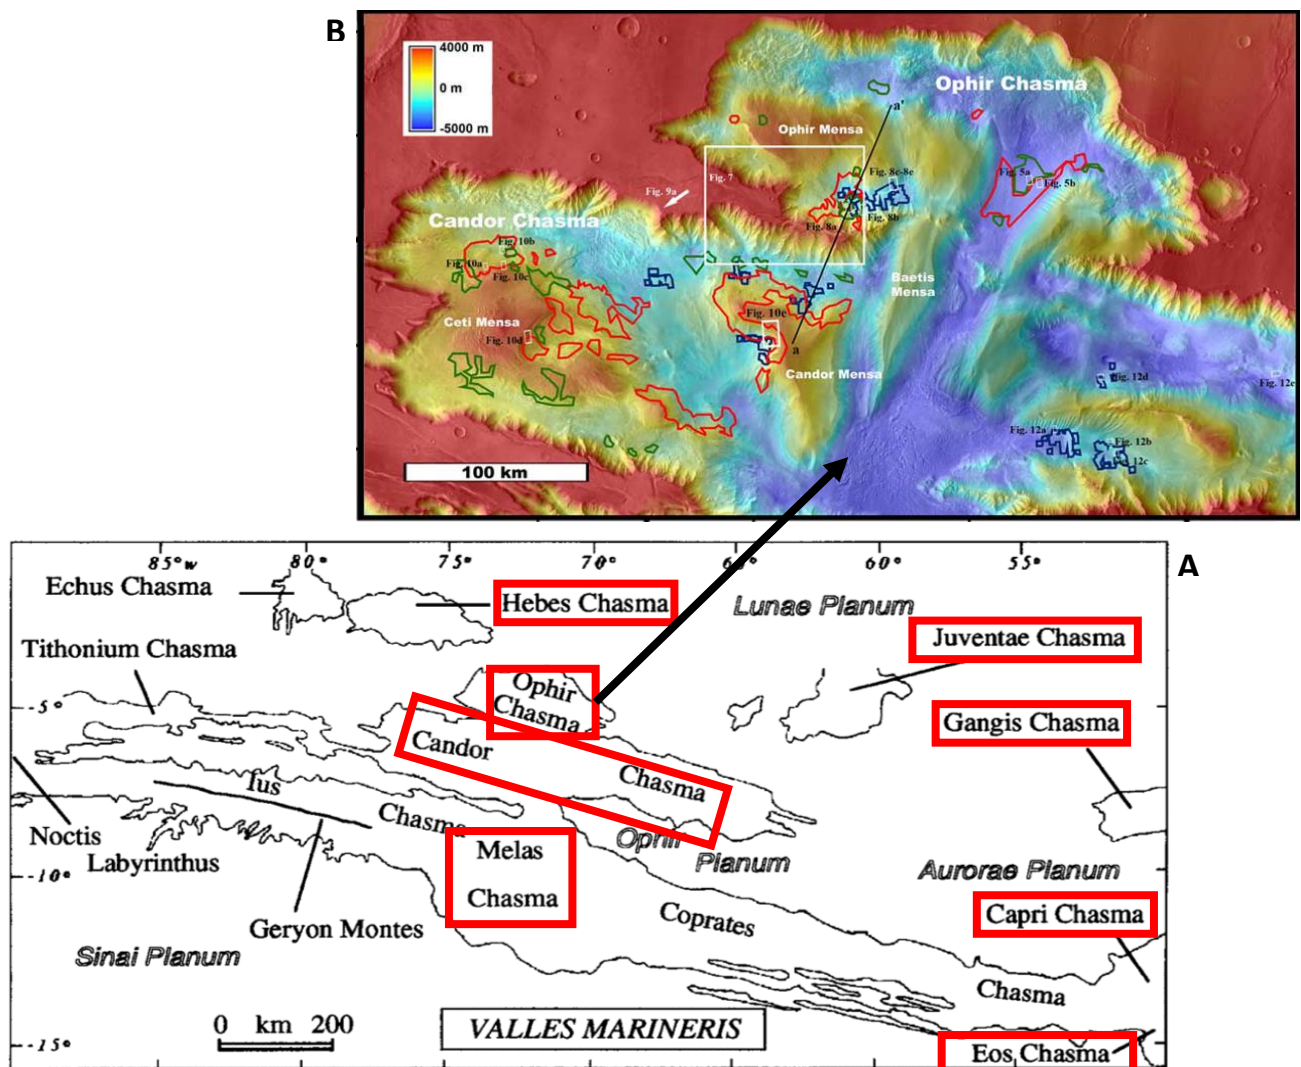 B
4000 m
0 m
-5000 m
Ophir Chasma
a'
Ophir Mensa
Fig. 7
Fig. 8c-8e
Fig. 5a
Fig. 5b
Fig. 9a
Fig. 8b
Fig. 8a
Candor Chasma
Fig. 10b
Fig. 10a
Fig. 10c
Baetis
Mensa
Ceti Mensa
Fig. 10e
Fig. 10d
a
Candor Mensa
Fig. 12d
Fig. 12e
Fig. 12a
Fig. 12b
Fig. 12c
100 km
A
85°w
80°
75°
70°
65°
60°
55°
Echus Chasma
Hebes Chasma
Lunae Planum
Juventae Chasma
Tithonium Chasma
Ophir
Chasma
-5°
Gangis Chasma
Candor
Chasma
Ius
Chasma
Noctis
Labyrinthus
Ophir
Planum
Melas
Chasma
-10°
Aurorae Planum
Capri Chasma
Coprates
Chasma
Geryon Montes
Sinai Planum
0 km 200
VALLES MARINERIS
-15°
Eos Chasma